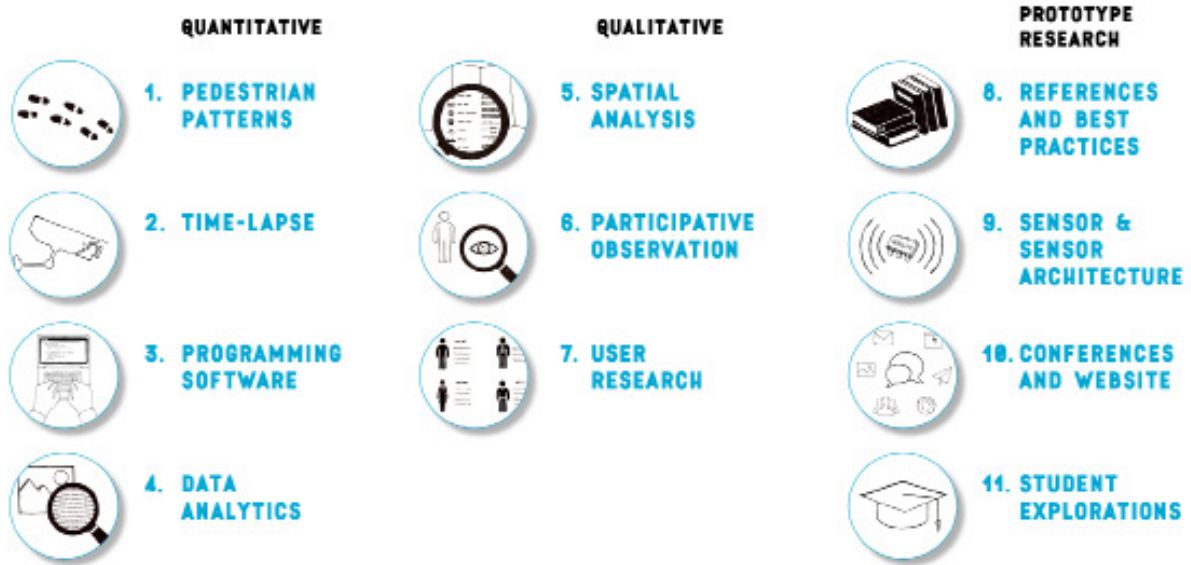 QUANTITATIVE
1. PEDESTRIAN
PATTERNS
2. TIME-LAPSE
3. PROGRAMMING
SOFTWARE
4. DATA
ANALYTICS
QUALITATIVE
5. SPATIAL
ANALYSIS
6. PARTICIPATIVE
OBSERVATION
7. USER
RESEARCH
PROTOTYPE
RESEARCH
8. REFERENCES
AND BEST
PRACTICES
9. SENSOR &
SENSOR
ARCHITECTURE
10. CONFERENCES
AND WEBSITE
11. STUDENT
EXPLORATIONS